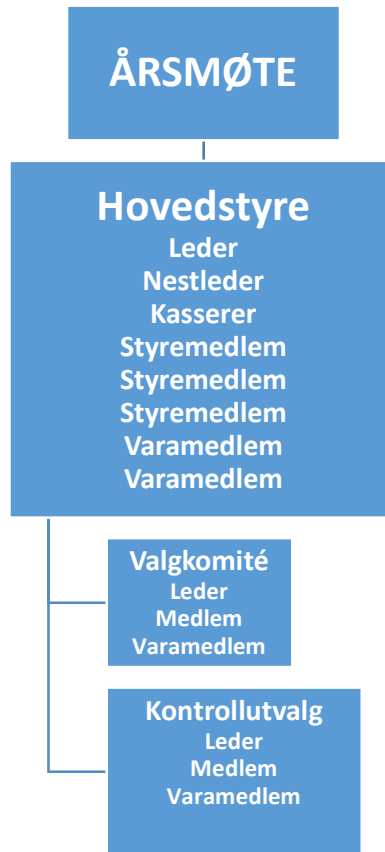 ÅRSMØTE
Hovedstyre
Leder
Nestleder
Kasserer
Styremedlem
Styremedlem
Styremedlem
Varamedlem
Varamedlem
Valgkomité
Leder
Medlem
Varamedlem
Kontrollutvalg
Leder
Medlem
Varamedlem